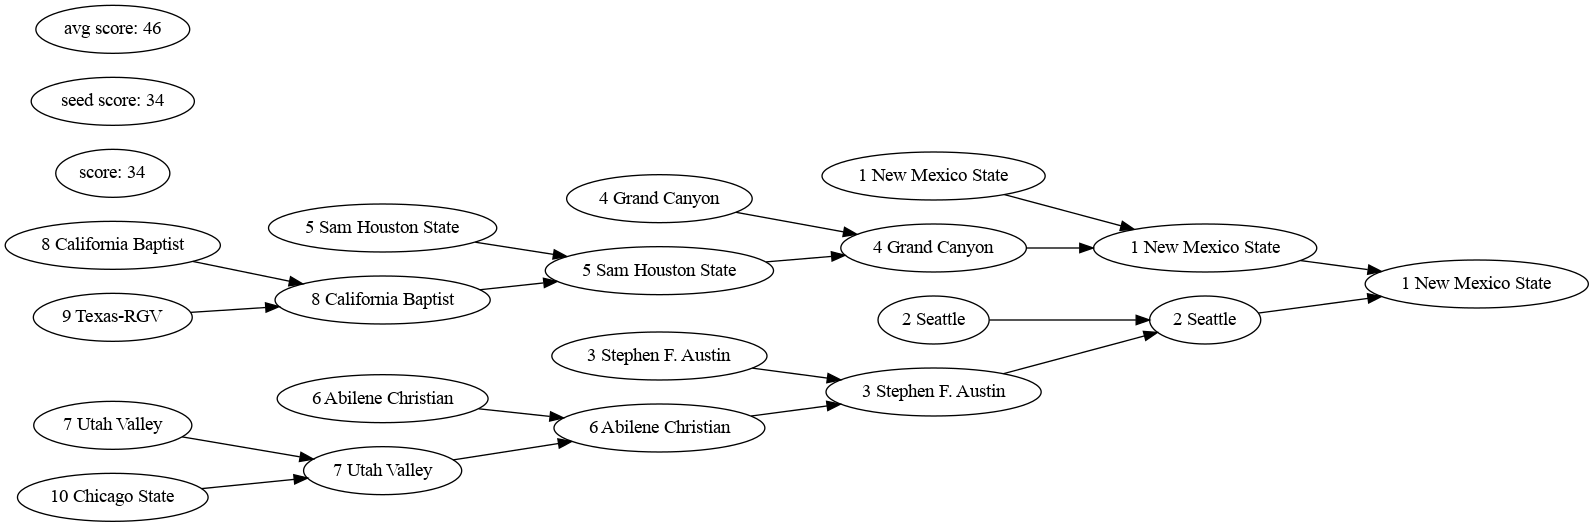 avg score: 46
seed score: 34
score: 34
8 California Baptist
9 Texas-RGV
7 Utah Valley
10 Chicago State
5 Sam Houston State
8 California Baptist
6 Abilene Christian
7 Utah Valley
4 Grand Canyon
5 Sam Houston State
3 Stephen F. Austin
6 Abilene Christian
1 New Mexico State
4 Grand Canyon
2 Seattle
3 Stephen F. Austin
1 New Mexico State
2 Seattle
1 New Mexico State